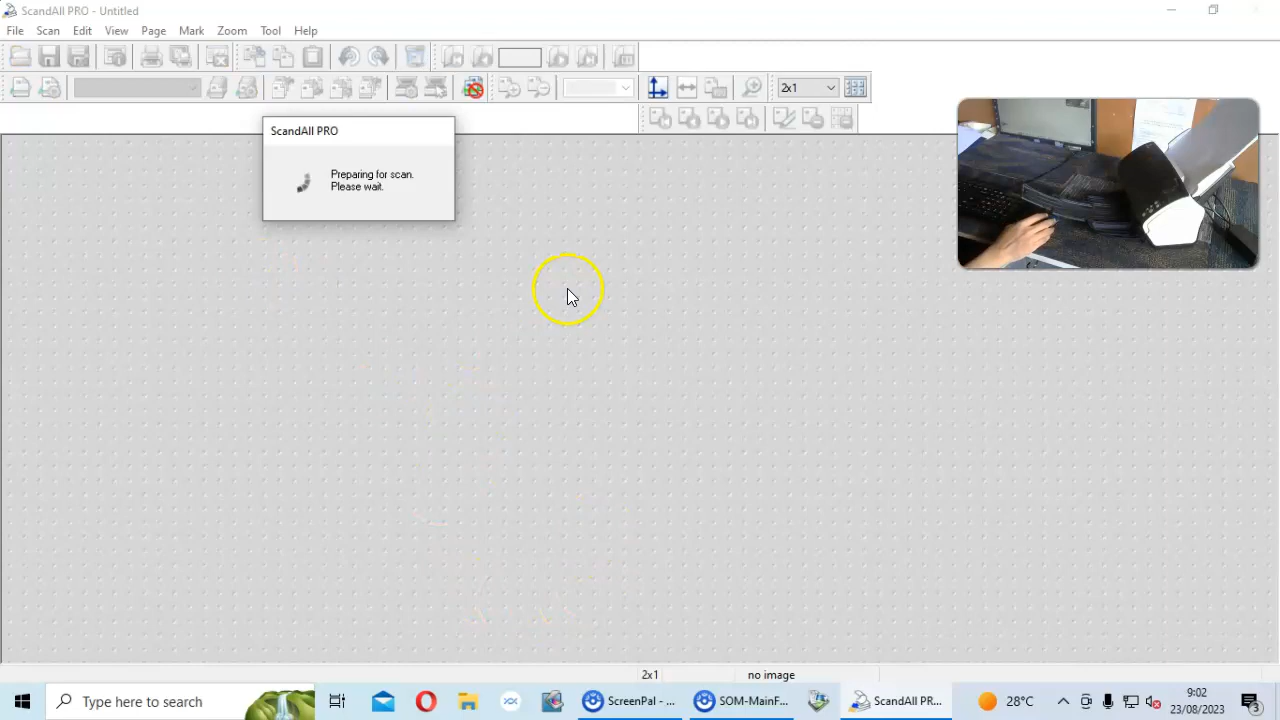 ScandAll PRO - Untitled
File Scan Edit View Page Mark Zoom Tool Help
2x1
ScandAll PRO
Preparing for scan.
Please wait.
2x1 no image
Type here to search
ScreenPal - ...
SOM-MainF...
ScandAll PR...
28°C
9:02
23/08/2023
3